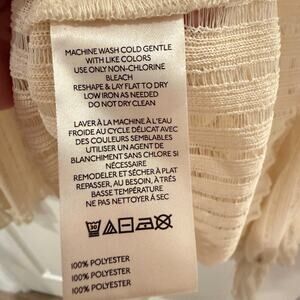 MACHINE WASH COLD GENTLE
WITH LIKE COLORS
USE ONLY NON-CHLORINE
BLEACH
RESHAPE & LAY FLAT TO DRY
LOW IRON AS NEEDED
DO NOT DRY CLEAN
LAVER À LA MACHINE À L'EAU
FROIDE AU CYCLE DÉLICAT AVEC
DES COULEURS SEMBLABLES
UTILISER UN AGENT DE
BLANCHIMENT SANS CHLORE SI
NÉCESSAIRE
REMODELER ET SÉCHER À PLAT
REPASSER, AU BESOIN, À TRÈS
BASSE TEMPÉRATURE
NE PAS NETTOYER À SEC
30
100% POLYESTER
100% POLYESTER
100% POLYESTER